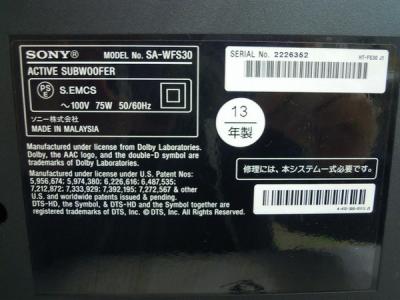 SONY® MODEL NO. SA-WFS30
ACTIVE SUBWOOFER
PS E S.EMCS
~100V 75W 50/60Hz
ソニー株式会社
MADE IN MALAYSIA
SERIAL NO. 2226362
HT-FS30 J1
13
年製
Manufactured under license from Dolby Laboratories.
Dolby, the AAC logo, and the double-D symbol are
trademarks of Dolby Laboratories.
Manufactured under license under U.S. Patent Nos:
5,956,674; 5,974,380; 6,226,616; 6,487,535;
7,212,872; 7,333,929; 7,392,195; 7,272,567 & other
U.S. and worldwide patents issued & pending.
DTS-HD, the Symbol, & DTS-HD and the Symbol together are
registered trademarks of DTS, Inc. © DTS, Inc. All Rights Reserved.
修理には、本システム一式必要です。